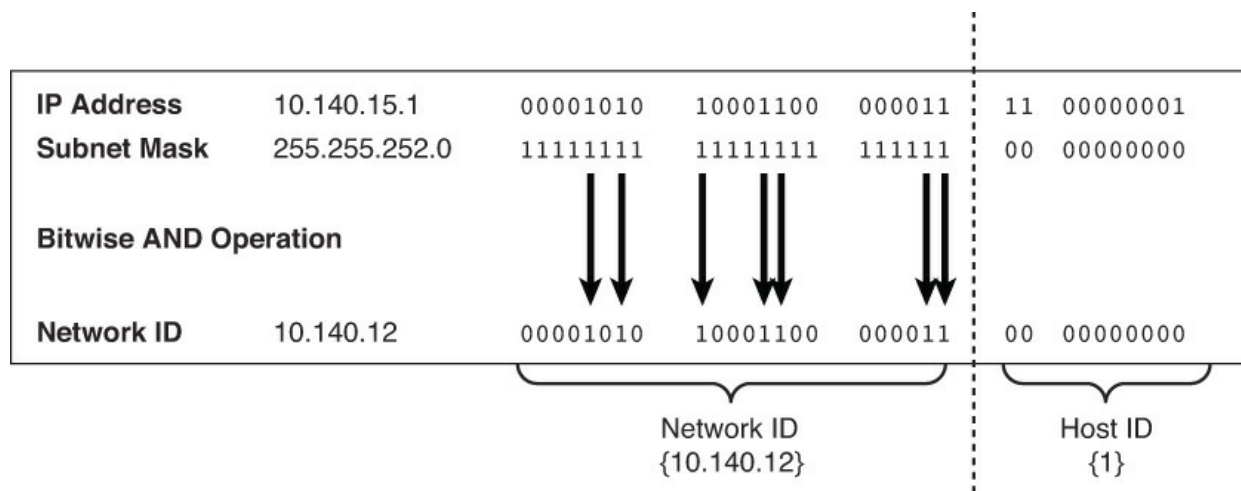 IP Address 10.140.15.1 00001010 10001100 000011 11 00000001
Subnet Mask 255.255.252.0 11111111 11111111 111111 00 00000000
Bitwise AND Operation
Network ID 10.140.12 00001010 10001100 000011 00 00000000
Network ID Host ID
{10.140.12} {1}